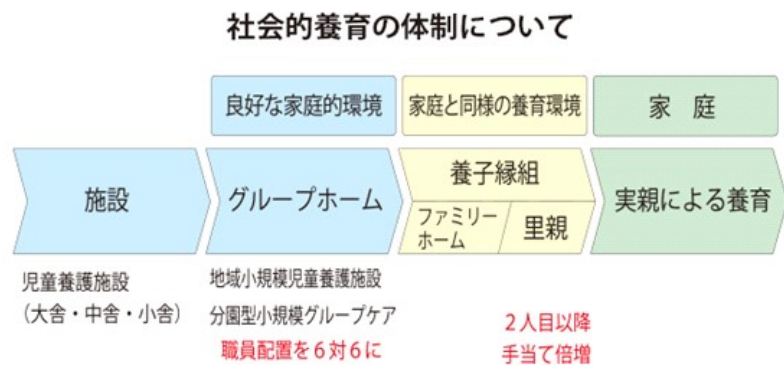 社会的養育の体制について
良好な家庭的環境
家庭と同様の養育環境
家 庭
施設
グループホーム
養子縁組
ファミリー
ホーム
里親
実親による養育
児童養護施設
（大舎・中舎・小舎）
地域小規模児童養護施設
分園型小規模グループケア
職員配置を６対６に
２人目以降
手当て倍増